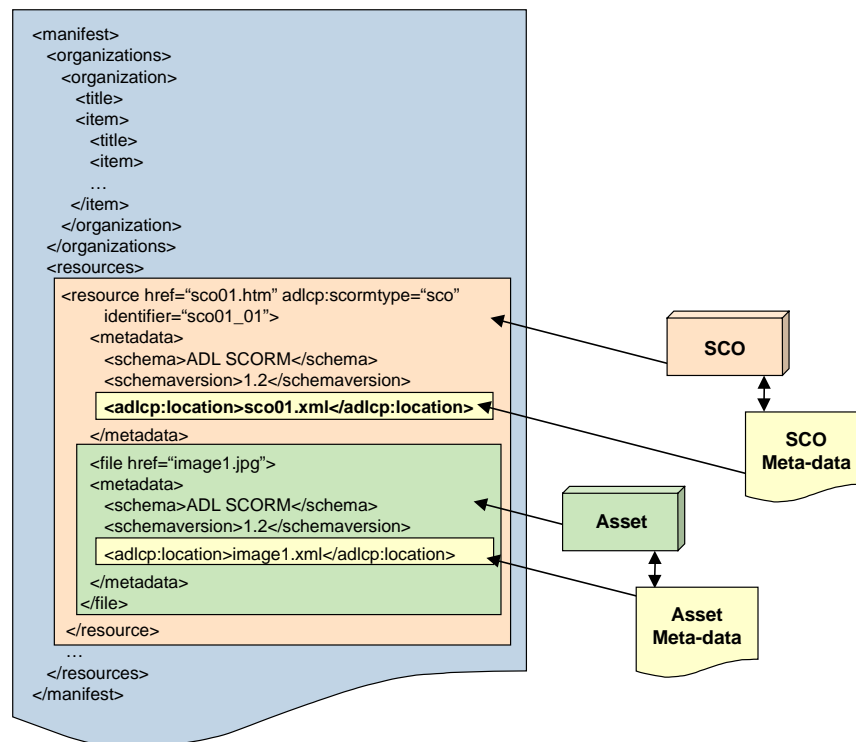 <manifest>
<organizations>
<organization>
<title>
<item>
<title>
<item>
…
</item>
</organization>
</organizations>
<resources>
<resource href=“sco01.htm” adlcp:scormtype=“sco”
identifier=“sco01_01”>
<metadata>
<schema>ADL SCORM</schema>
<schemaversion>1.2</schemaversion>
<adlcp:location>sco01.xml</adlcp:location>
</metadata>
<file href=“image1.jpg”>
<metadata>
<schema>ADL SCORM</schema>
<schemaversion>1.2</schemaversion>
<adlcp:location>image1.xml</adlcp:location>
</metadata>
</file>
</resource>
…
</resources>
</manifest>
SCO
SCO
Meta-data
Asset
Asset
Meta-data